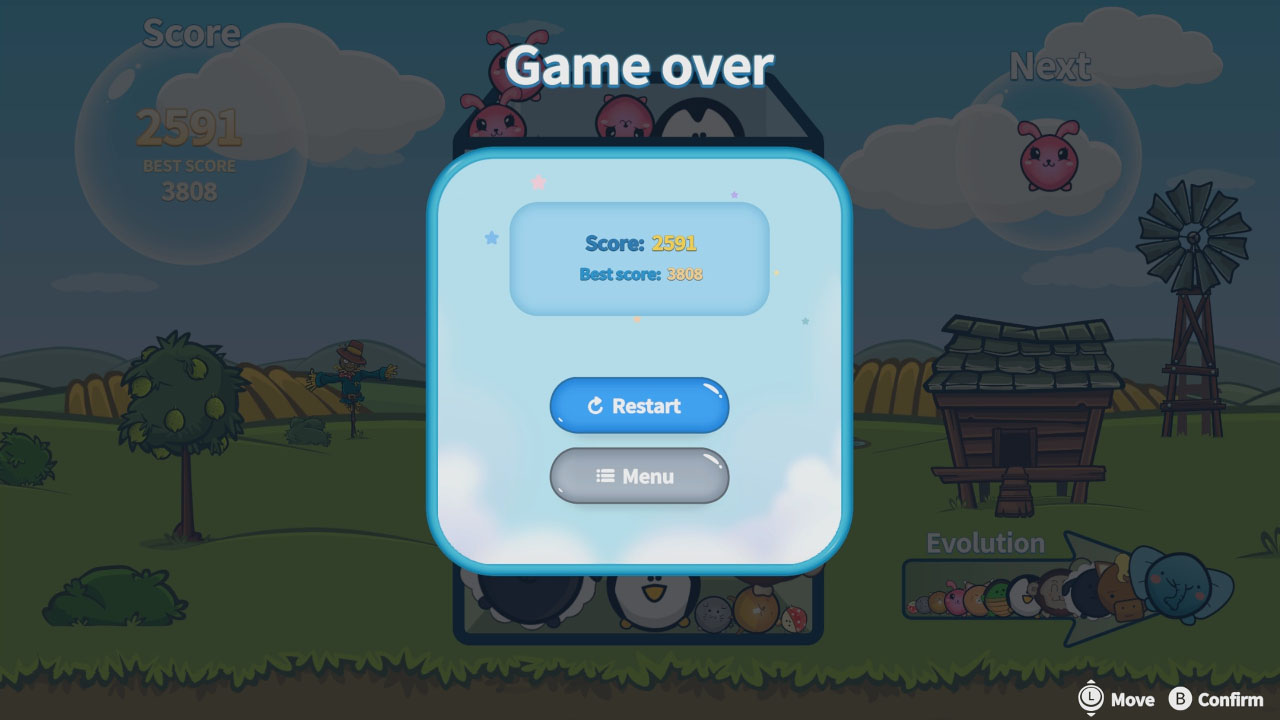 Score
2591
BEST SCORE
3808
Game over
Next
Score: 2591
Best score: 3808
Restart
Menu
Evolution
L Move B Confirm